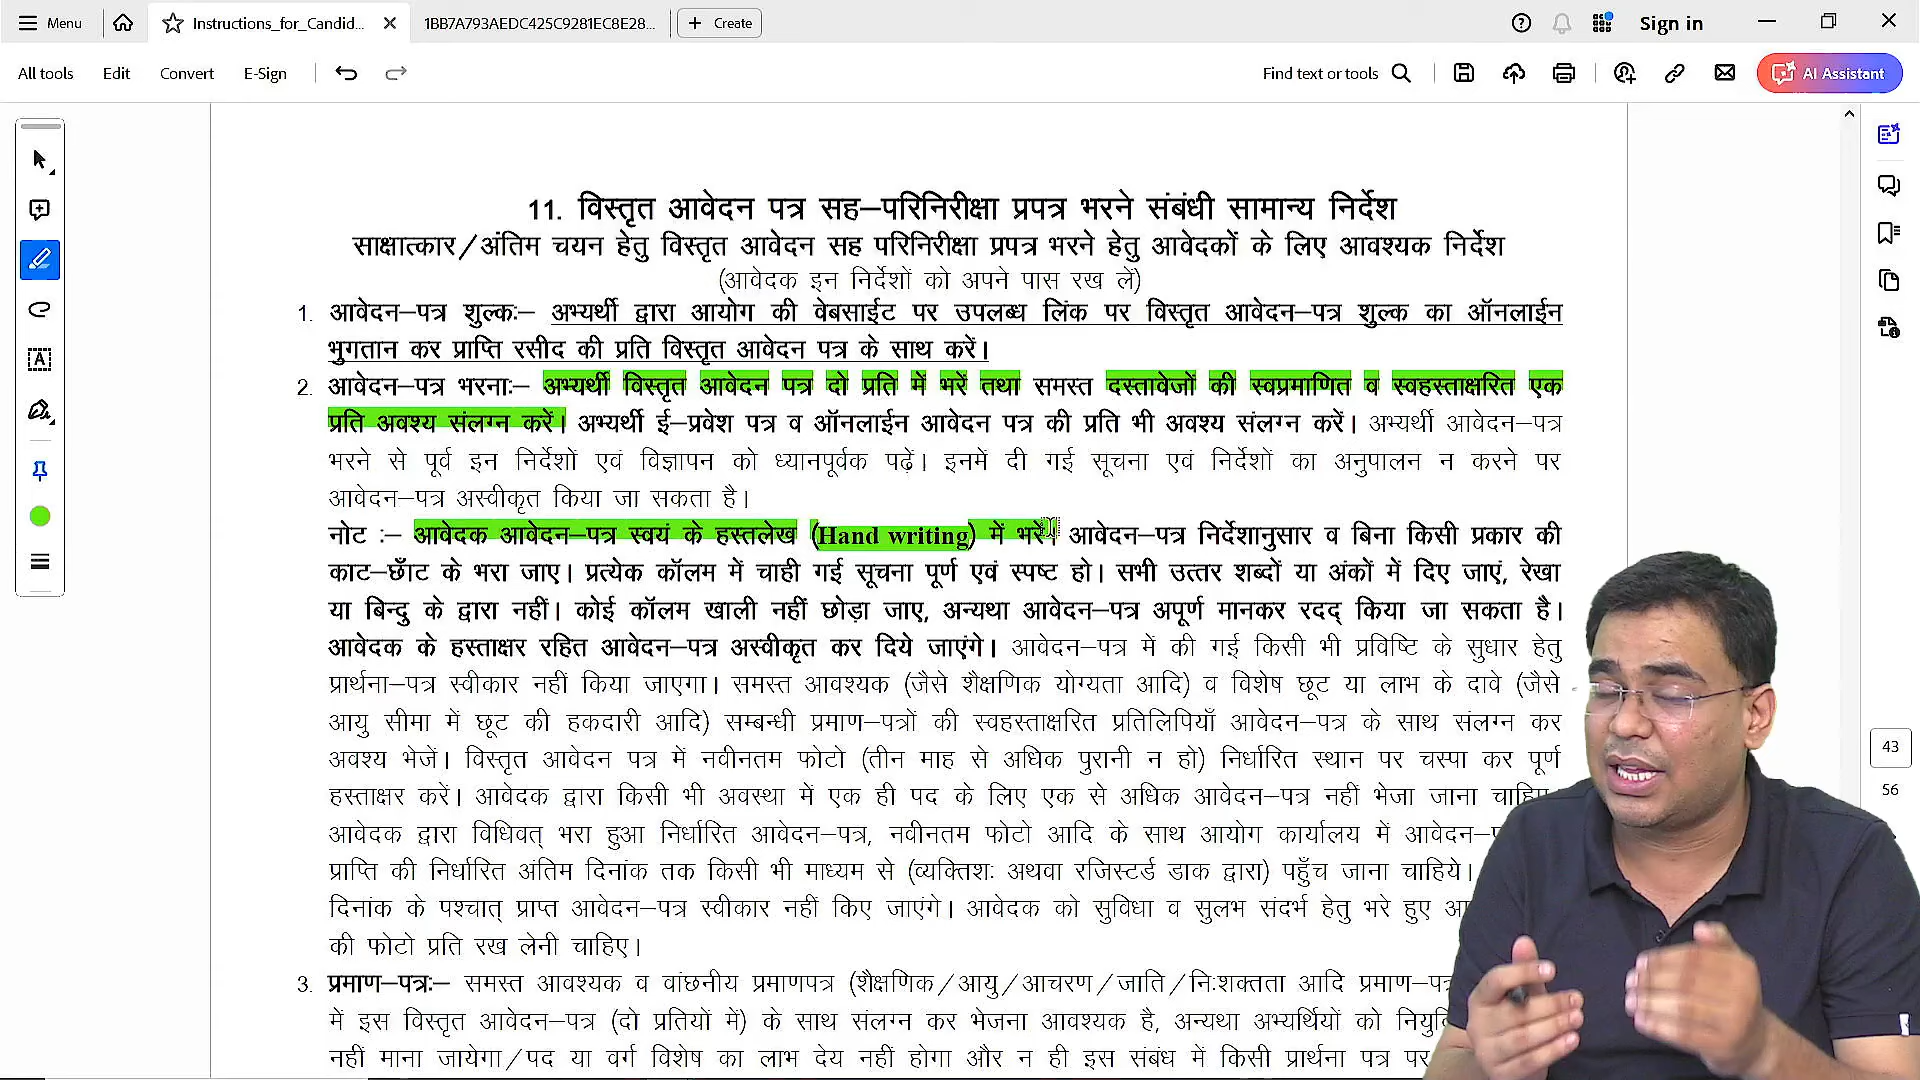 Menu
Instructions_for_Candid...
1BB7A793AEDC425C9281EC8E28...
Create
Sign in
All tools
Edit
Convert
E-Sign
Find text or tools
AI Assistant
11. विस्तृत आवेदन पत्र सह–परिनिरीक्षा प्रपत्र भरने संबंधी सामान्य निर्देश
साक्षात्कार/अंतिम चयन हेतु विस्तृत आवेदन सह परिनिरीक्षा प्रपत्र भरने हेतु आवेदकों के लिए आवश्यक निर्देश
(आवेदक इन निर्देशों को अपने पास रख लें)
1. आवेदन–पत्र शुल्कः– अभ्यर्थी द्वारा आयोग की वेबसाईट पर उपलब्ध लिंक पर विस्तृत आवेदन–पत्र शुल्क का ऑनलाईन
भुगतान कर प्राप्ति रसीद की प्रति विस्तृत आवेदन पत्र के साथ करें।
2. आवेदन–पत्र भरनाः– अभ्यर्थी विस्तृत आवेदन पत्र दो प्रति में भरें तथा समस्त दस्तावेजों की स्वप्रमाणित व स्वहस्ताक्षरित एक
प्रति अवश्य संलग्न करें। अभ्यर्थी ई–प्रवेश पत्र व ऑनलाईन आवेदन पत्र की प्रति भी अवश्य संलग्न करें। अभ्यर्थी आवेदन–पत्र
भरने से पूर्व इन निर्देशों एवं विज्ञापन को ध्यानपूर्वक पढ़ें। इनमें दी गई सूचना एवं निर्देशों का अनुपालन न करने पर
आवेदन–पत्र अस्वीकृत किया जा सकता है।
नोट :– आवेदक आवेदन–पत्र स्वयं के हस्तलेख (Hand writing) में भरें। आवेदन–पत्र निर्देशानुसार व बिना किसी प्रकार की
काट–छाँट के भरा जाए। प्रत्येक कॉलम में चाही गई सूचना पूर्ण एवं स्पष्ट हो। सभी उत्तर शब्दों या अंकों में दिए जाएं, रेखा
या बिन्दु के द्वारा नहीं। कोई कॉलम खाली नहीं छोड़ा जाए, अन्यथा आवेदन–पत्र अपूर्ण मानकर रदद् किया जा सकता है।
आवेदक के हस्ताक्षर रहित आवेदन–पत्र अस्वीकृत कर दिये जाएंगे। आवेदन–पत्र में की गई किसी भी प्रविष्टि के सुधार हेतु
प्रार्थना–पत्र स्वीकार नहीं किया जाएगा। समस्त आवश्यक (जैसे शैक्षणिक योग्यता आदि) व विशेष छूट या लाभ के दावे (जैसे
आयु सीमा में छूट की हकदारी आदि) सम्बन्धी प्रमाण–पत्रों की स्वहस्ताक्षरित प्रतिलिपियाँ आवेदन–पत्र के साथ संलग्न कर
अवश्य भेजें। विस्तृत आवेदन पत्र में नवीनतम फोटो (तीन माह से अधिक पुरानी न हो) निर्धारित स्थान पर चस्पा कर पूर्ण
हस्ताक्षर करें। आवेदक द्वारा किसी भी अवस्था में एक ही पद के लिए एक से अधिक आवेदन–पत्र नहीं भेजा जाना चाहिए
आवेदक द्वारा विधिवत् भरा हुआ निर्धारित आवेदन–पत्र, नवीनतम फोटो आदि के साथ आयोग कार्यालय में आवेदन–
प्राप्ति की निर्धारित अंतिम दिनांक तक किसी भी माध्यम से (व्यक्तिशः अथवा रजिस्टर्ड डाक द्वारा) पहुँच जाना चाहिये।
दिनांक के पश्चात् प्राप्त आवेदन–पत्र स्वीकार नहीं किए जाएंगे। आवेदक को सुविधा व सुलभ संदर्भ हेतु भरे हुए
की फोटो प्रति रख लेनी चाहिए।
3. प्रमाण–पत्रः– समस्त आवश्यक व वांछनीय प्रमाणपत्र (शैक्षणिक/आयु/आचरण/जाति/निःशक्तता आदि प्रमाण–पत्र
में इस विस्तृत आवेदन–पत्र (दो प्रतियों में) के साथ संलग्न कर भेजना आवश्यक है, अन्यथा अभ्यर्थियों को
नहीं माना जायेगा/पद या वर्ग विशेष का लाभ देय नहीं होगा और न ही इस संबंध में किसी प्रार्थना पत्र पर
43
56